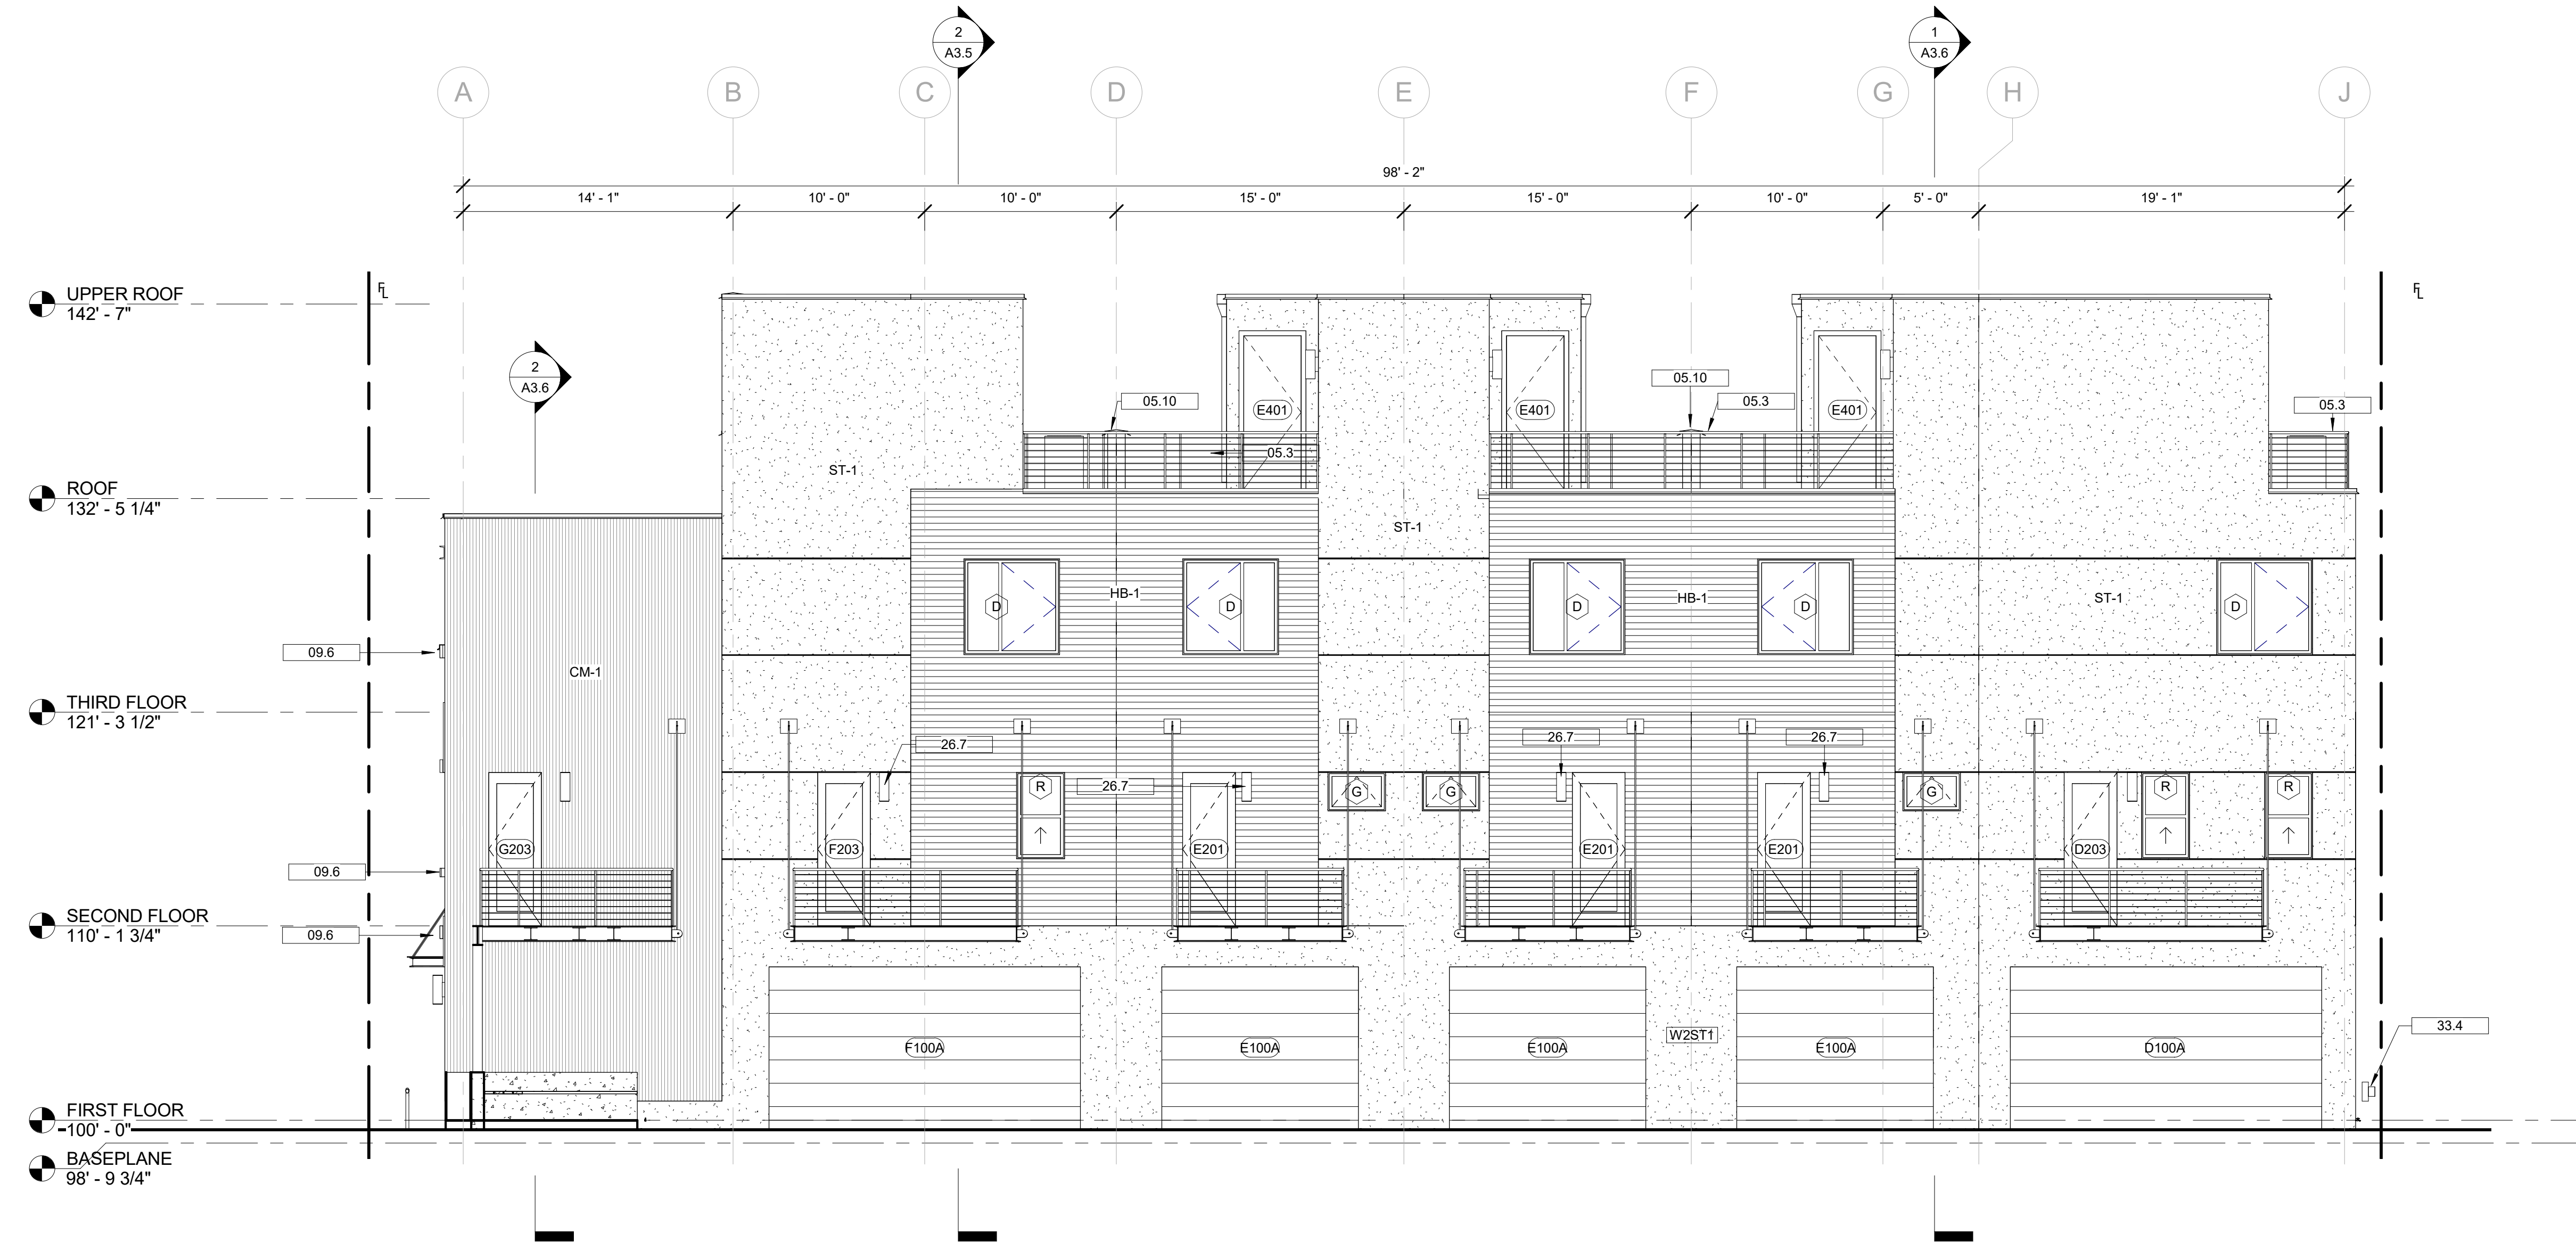 2
A3.5
1
A3.6
A
B
C
D
E
F
G
H
J
98' - 2"
14' - 1"
10' - 0"
10' - 0"
15' - 0"
15' - 0"
10' - 0"
5' - 0"
19' - 1"
UPPER ROOF
142' - 7"
2
A3.6
05.10
05.3
05.10
05.3
05.3
E401
E401
E401
ROOF
132' - 5 1/4"
ST-1
ST-1
HB-1
HB-1
ST-1
D
D
D
D
D
09.6
CM-1
THIRD FLOOR
121' - 3 1/2"
26.7
26.7
26.7
26.7
R
G
G
G
R
R
G203
F203
E201
E201
E201
D203
09.6
SECOND FLOOR
110' - 1 3/4"
09.6
F100A
E100A
E100A
W2ST1
E100A
D100A
33.4
FIRST FLOOR
100' - 0"
BASEPLANE
98' - 9 3/4"